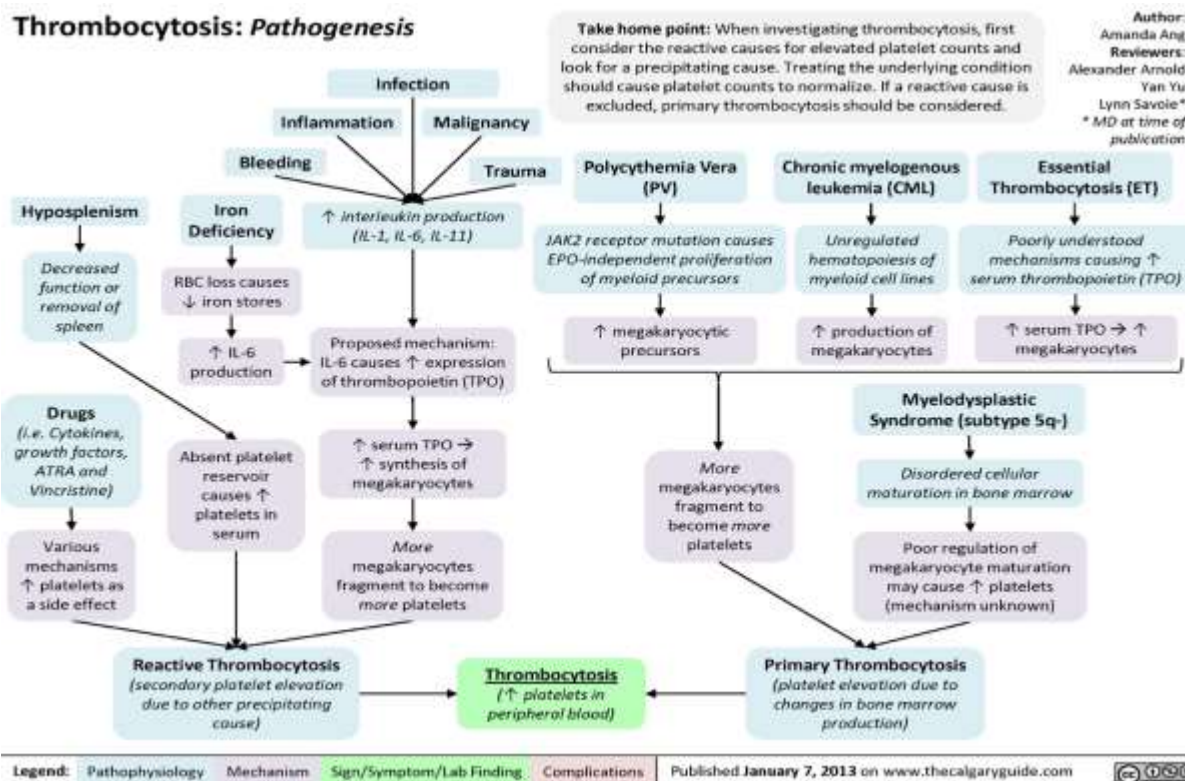 Thrombocytosis: Pathogenesis
Take home point: When investigating thrombocytosis, first
consider the reactive causes for elevated platelet counts and
look for a precipitating cause. Treating the underlying condition
should cause platelet counts to normalize. If a reactive cause is
excluded, primary thrombocytosis should be considered.
Author:
Amanda Ang
Reviewers:
Alexander Arnold
Yan Yu
Lynn Savoie*
* MD at time of
publication
Infection
Inflammation
Malignancy
Bleeding
Trauma
Hyposplenism
Decreased
function or
removal of
spleen
Iron
Deficiency
RBC loss causes
↓ iron stores
↑ IL-6
production
↑ interleukin production
(IL-1, IL-6, IL-11)
Proposed mechanism:
IL-6 causes ↑ expression
of thrombopoietin (TPO)
Polycythemia Vera
(PV)
JAK2 receptor mutation causes
EPO-independent proliferation
of myeloid precursors
↑ megakaryocytic
precursors
Chronic myelogenous
leukemia (CML)
Unregulated
hematopoiesis of
myeloid cell lines
↑ production of
megakaryocytes
Essential
Thrombocytosis (ET)
Poorly understood
mechanisms causing ↑
serum thrombopoietin (TPO)
↑ serum TPO → ↑
megakaryocytes
Drugs
(i.e. Cytokines,
growth factors,
ATRA and
Vincristine)
Various
mechanisms
↑ platelets as
a side effect
Absent platelet
reservoir
causes ↑
platelets in
serum
↑ serum TPO →
↑ synthesis of
megakaryocytes
More
megakaryocytes
fragment to become
more platelets
More
megakaryocytes
fragment to
become more
platelets
Myelodysplastic
Syndrome (subtype 5q-)
Disordered cellular
maturation in bone marrow
Poor regulation of
megakaryocyte maturation
may cause ↑ platelets
(mechanism unknown)
Reactive Thrombocytosis
(secondary platelet elevation
due to other precipitating
cause)
Thrombocytosis
(↑ platelets in
peripheral blood)
Primary Thrombocytosis
(platelet elevation due to
changes in bone marrow
production)
Legend: Pathophysiology Mechanism Sign/Symptom/Lab Finding Complications Published January 7, 2013 on www.thecalgaryguide.com